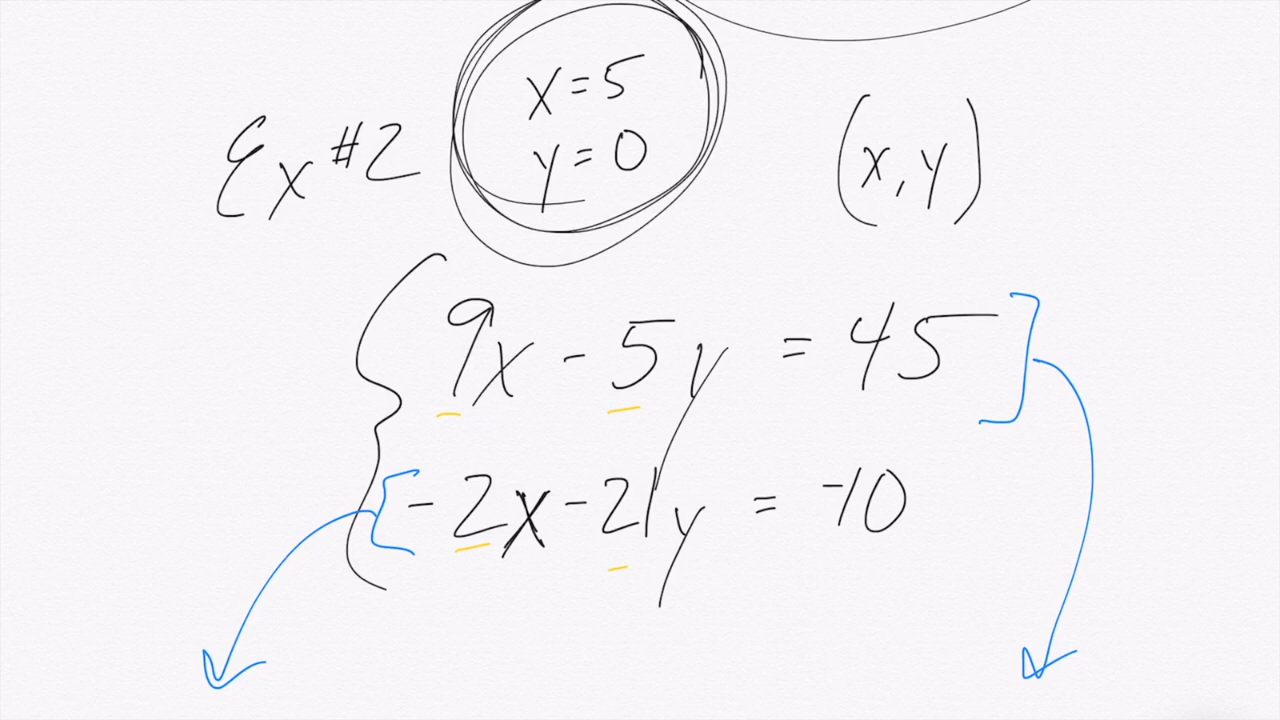 x = 5
y = 0
Ex #2
(x, y)
9x - 5y = 45
-2x - 21y = -10